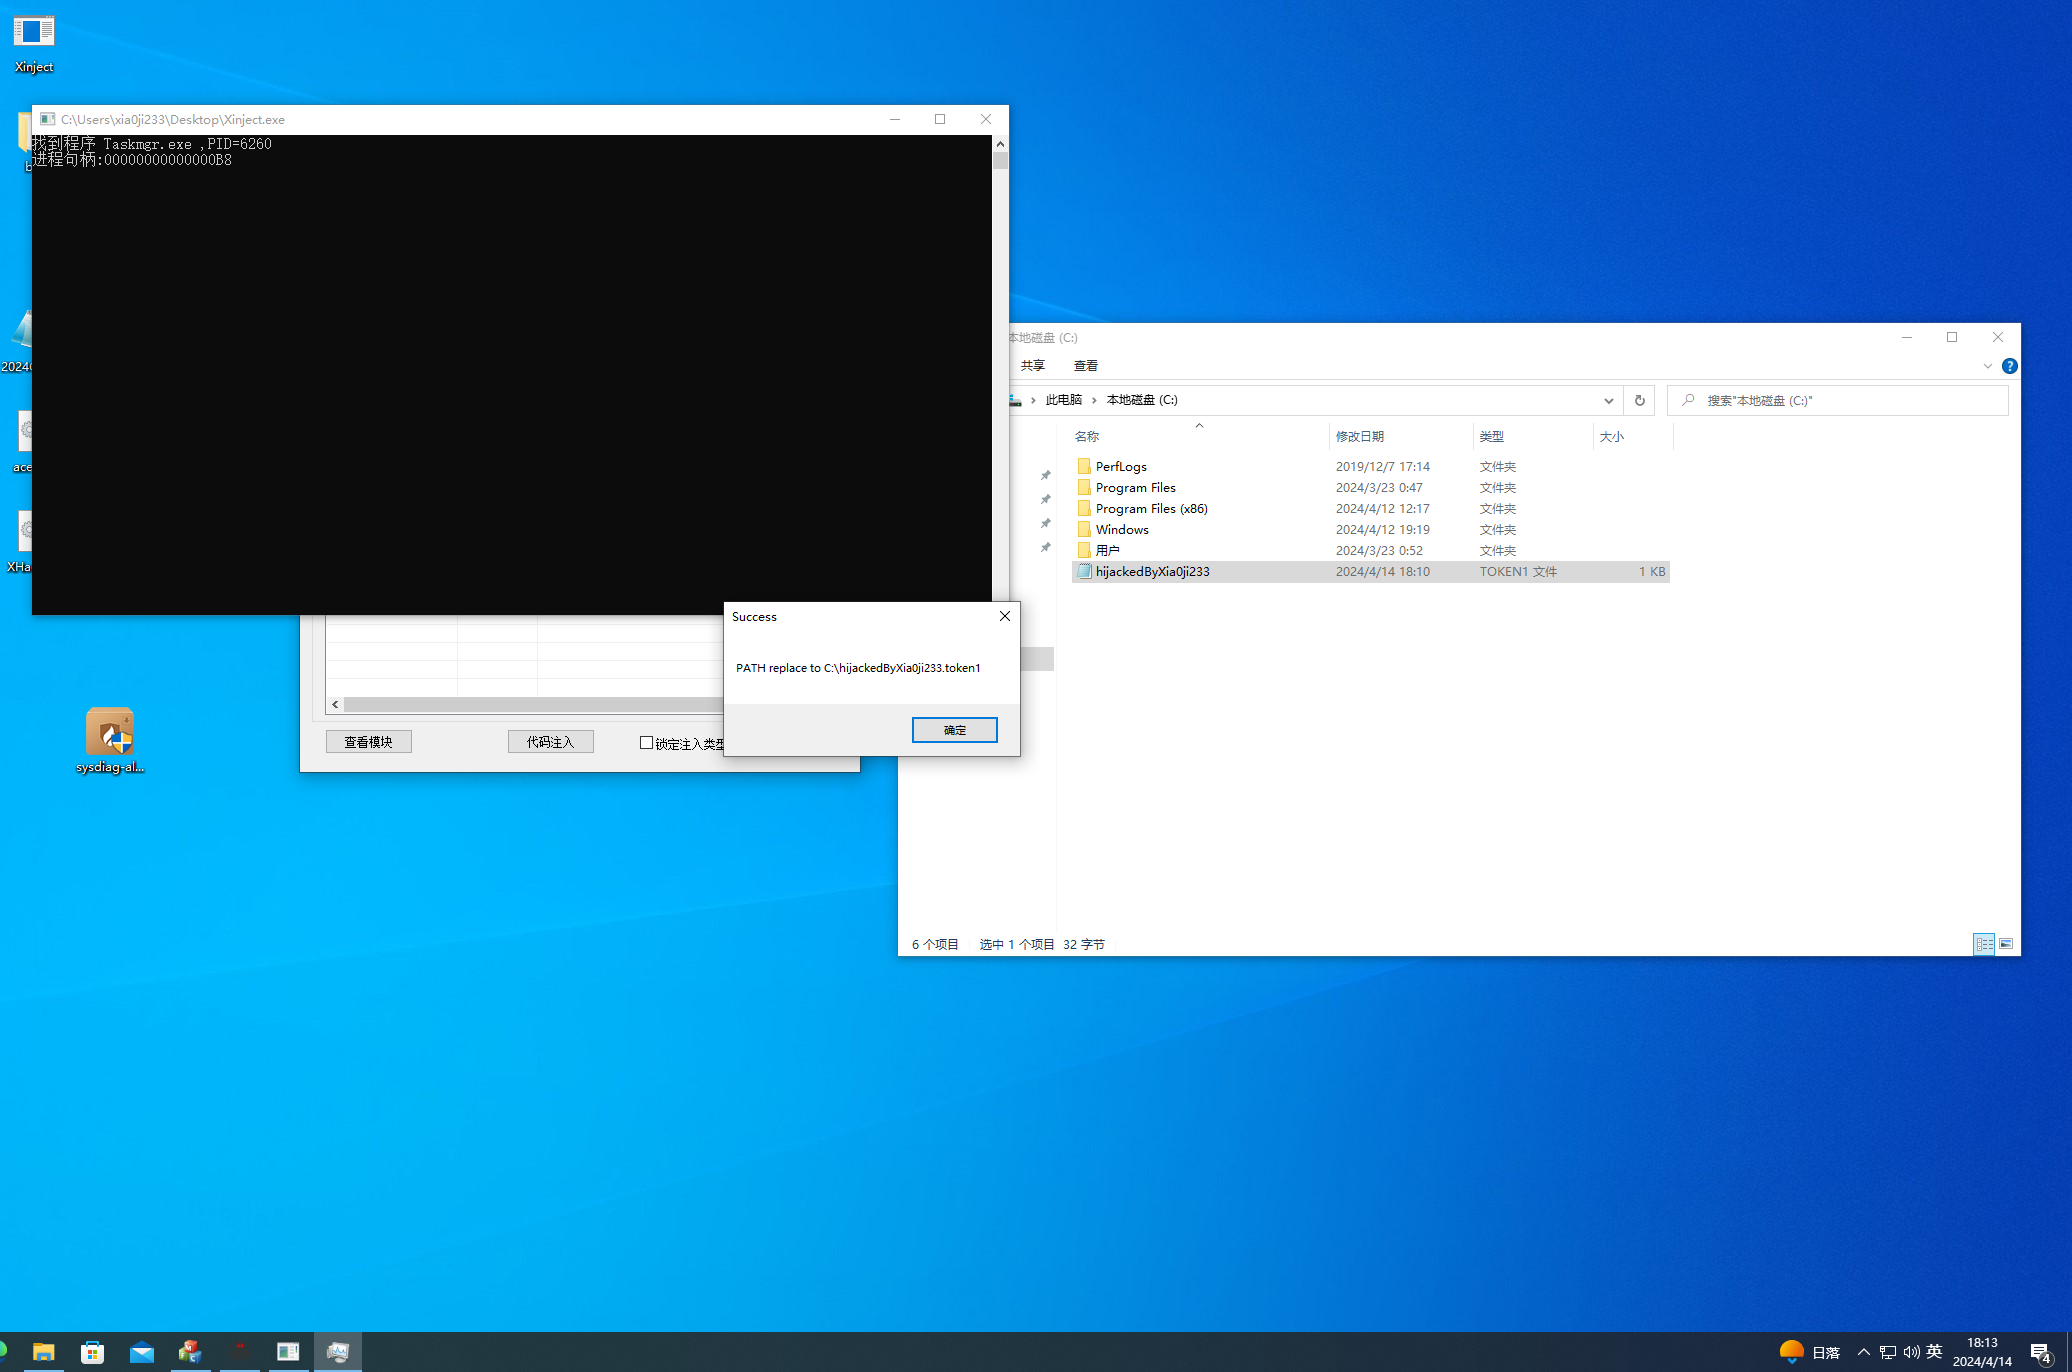 Xinject
C:\Users\xia0ji233\Desktop\Xinject.exe
找到程序 Taskmgr.exe ,PID=6260
进程句柄:00000000000000B8
2024
ace
XHa
sysdiag-al...
查看模块
代码注入
锁定注入类型
Success
PATH replace to C:\hijackedByXia0ji233.token1
确定
本地磁盘 (C:)
共享
查看
此电脑 › 本地磁盘 (C:)
搜索"本地磁盘 (C:)"
名称 修改日期 类型 大小
PerfLogs 2019/12/7 17:14 文件夹
Program Files 2024/3/23 0:47 文件夹
Program Files (x86) 2024/4/12 12:17 文件夹
Windows 2024/4/12 19:19 文件夹
用户 2024/3/23 0:52 文件夹
hijackedByXia0ji233 2024/4/14 18:10 TOKEN1 文件 1 KB
6 个项目 选中 1 个项目 32 字节
日落
英
18:13
2024/4/14
4